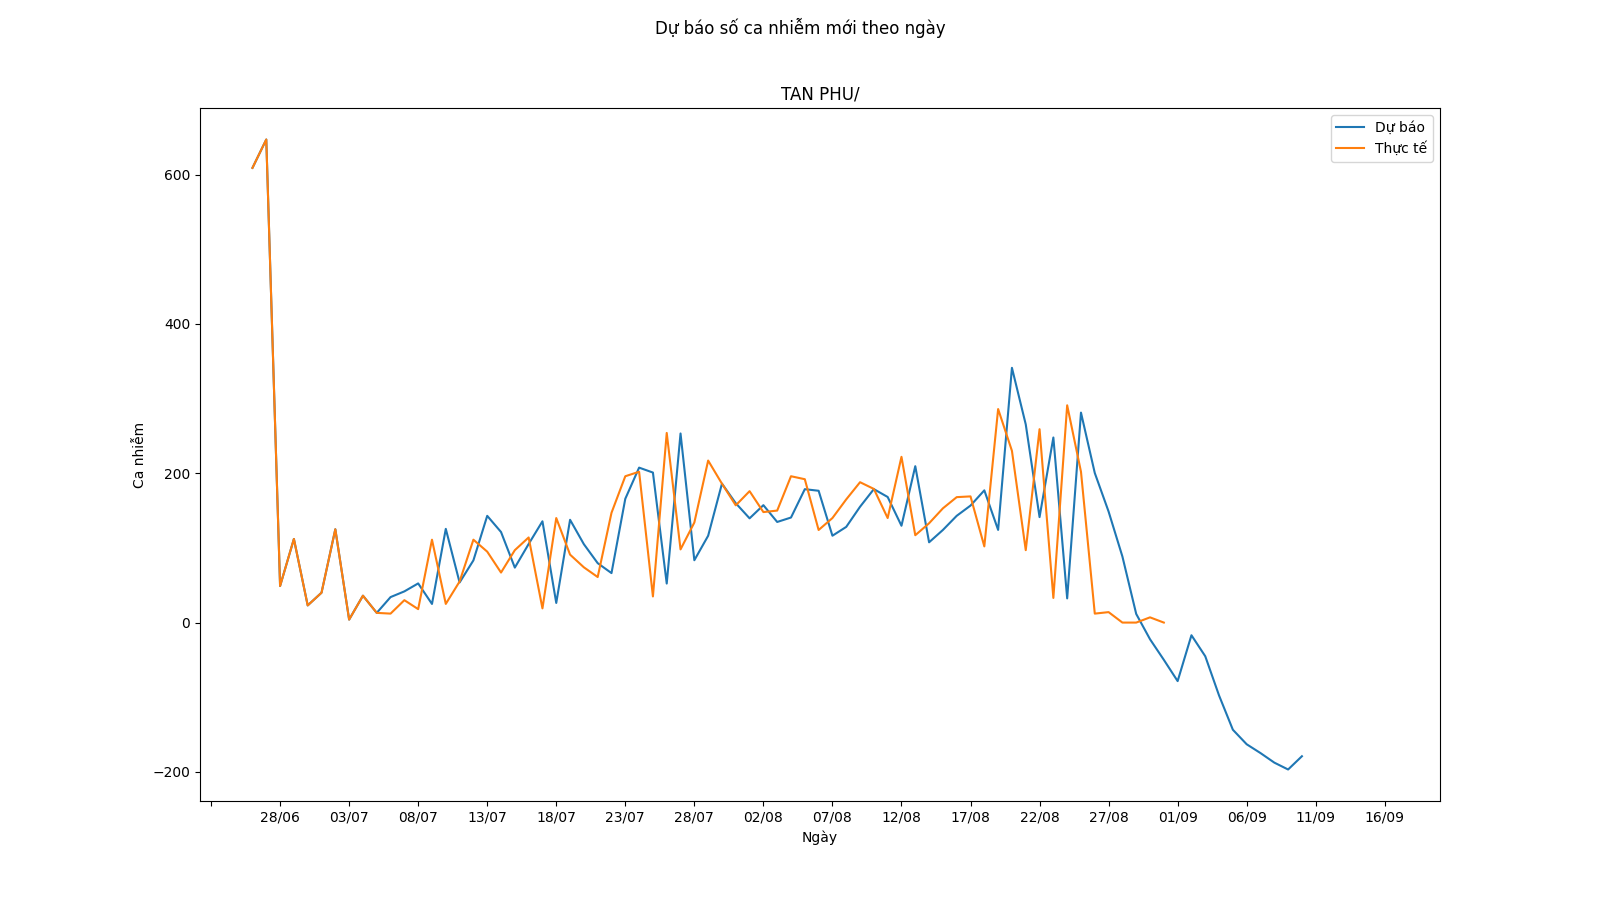 Dự báo số ca nhiễm mới theo ngày
TAN PHU/
Dự báo
Thực tế
600
400
200
0
−200
Ca nhiễm
28/06 03/07 08/07 13/07 18/07 23/07 28/07 02/08 07/08 12/08 17/08 22/08 27/08 01/09 06/09 11/09 16/09
Ngày